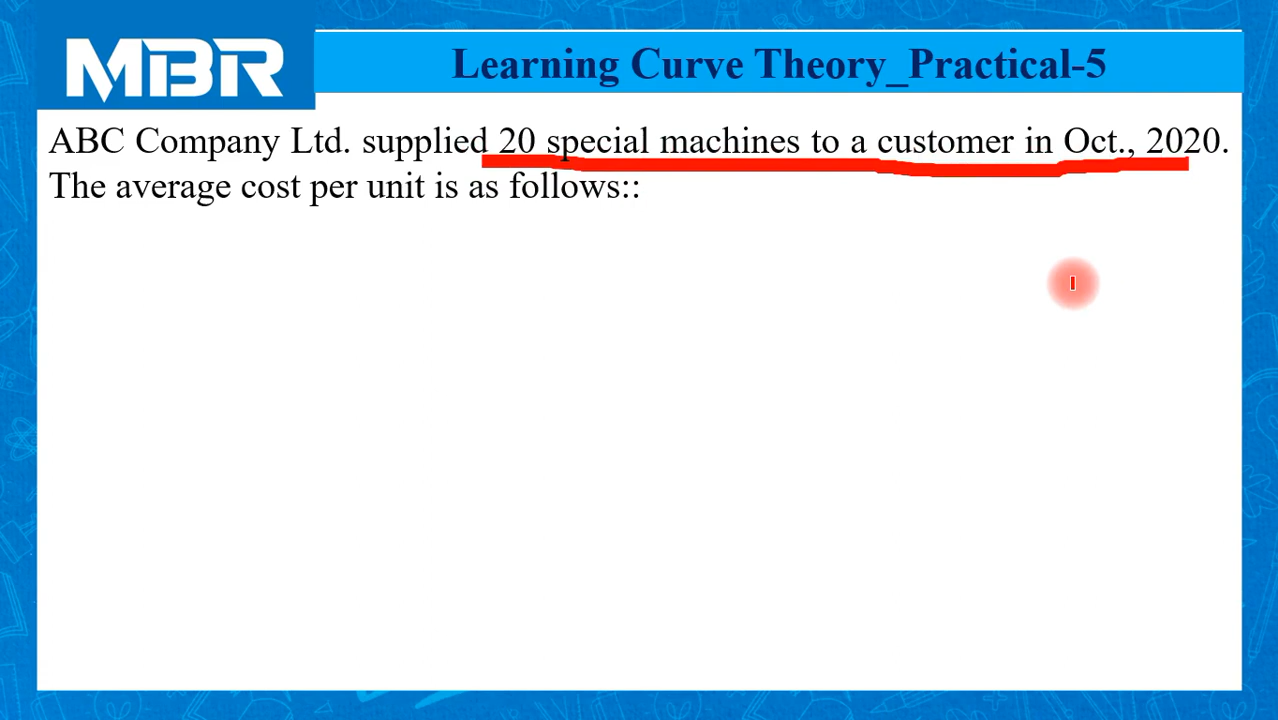 MBR
Learning Curve Theory_Practical-5
ABC Company Ltd. supplied 20 special machines to a customer in Oct., 2020.
The average cost per unit is as follows::